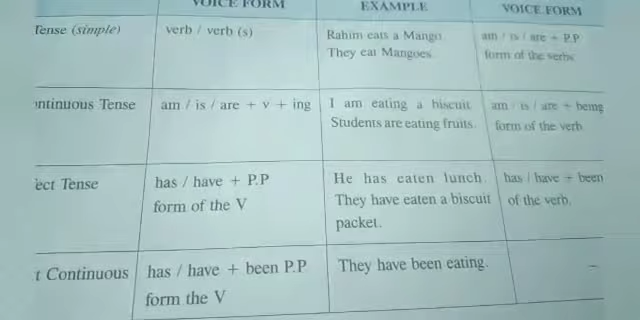 VOICE FORM EXAMPLE VOICE FORM
Tense (simple) verb / verb (s) Rahim eats a Mango. am / is / are + P.P
They eat Mangoes. form of the verbs
ntinuous Tense am / is / are + v + ing I am eating a biscuit. am / is / are + being
Students are eating fruits. form of the verb
ect Tense has / have + P.P He has eaten lunch. has / have + been
form of the V They have eaten a biscuit of the verb.
packet.
t Continuous has / have + been P.P They have been eating. –
form the V